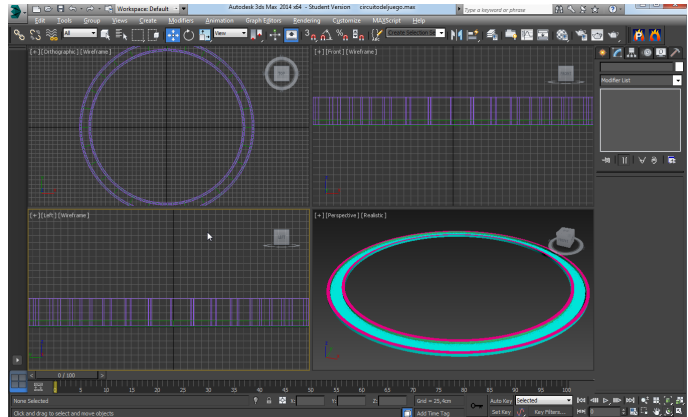 Workspace: Default
Autodesk 3ds Max 2014 x64 - Student Version circuitodeljuego.max
Type a keyword or phrase
Edit Tools Group Views Create Modifiers Animation Graph Editors Rendering Customize MAXScript Help
All View Create Selection Se
[+][Orthographic][Wireframe]
[+][Front][Wireframe]
Modifier List
[+][Left][Wireframe]
[+][Perspective][Realistic]
0 / 100
0 5 10 15 20 25 30 35 40 45 50 55 60 65 70 75 80 85 90 95 100
None Selected X: Y: Z: Grid = 25,4cm Auto Key Selected
Click and drag to select and move objects Add Time Tag Set Key Key Filters... 0